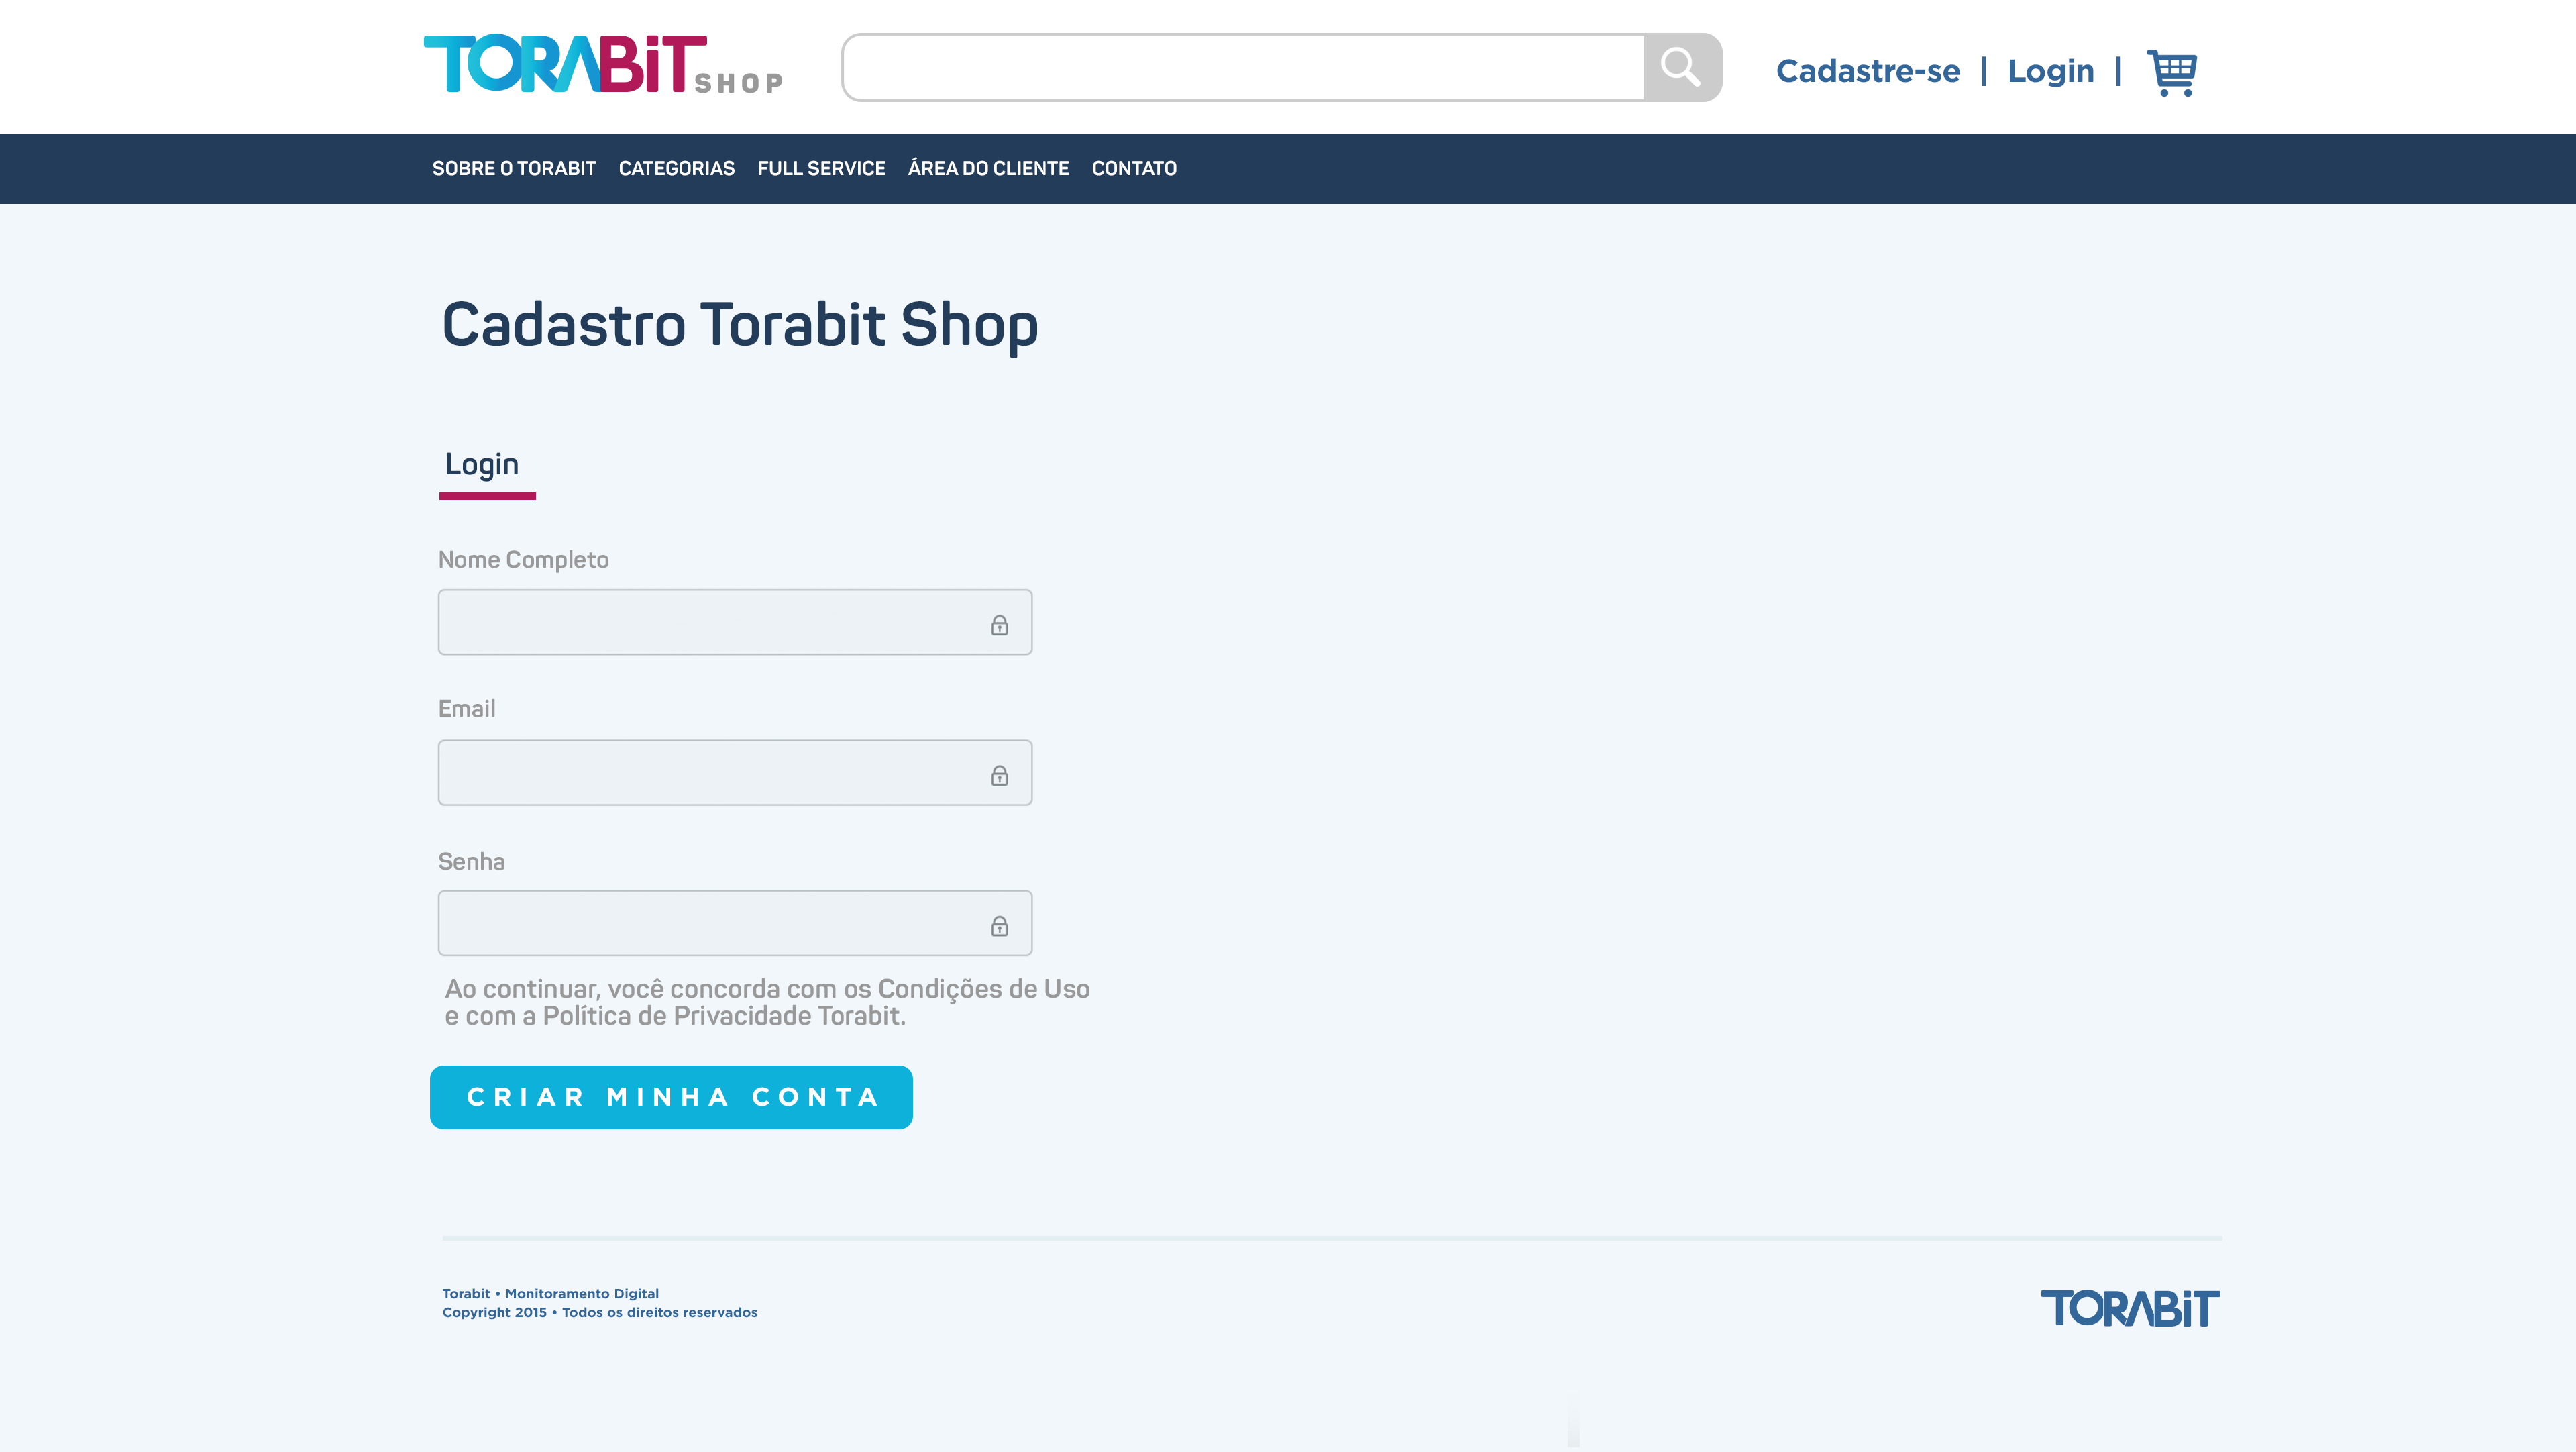 TORABiT SHOP
Cadastre-se | Login |
SOBRE O TORABIT CATEGORIAS FULL SERVICE ÁREA DO CLIENTE CONTATO
Cadastro Torabit Shop
Login
Nome Completo
Email
Senha
Ao continuar, você concorda com os Condições de Uso
e com a Política de Privacidade Torabit.
CRIAR MINHA CONTA
Torabit • Monitoramento Digital
Copyright 2015 • Todos os direitos reservados
TORABiT